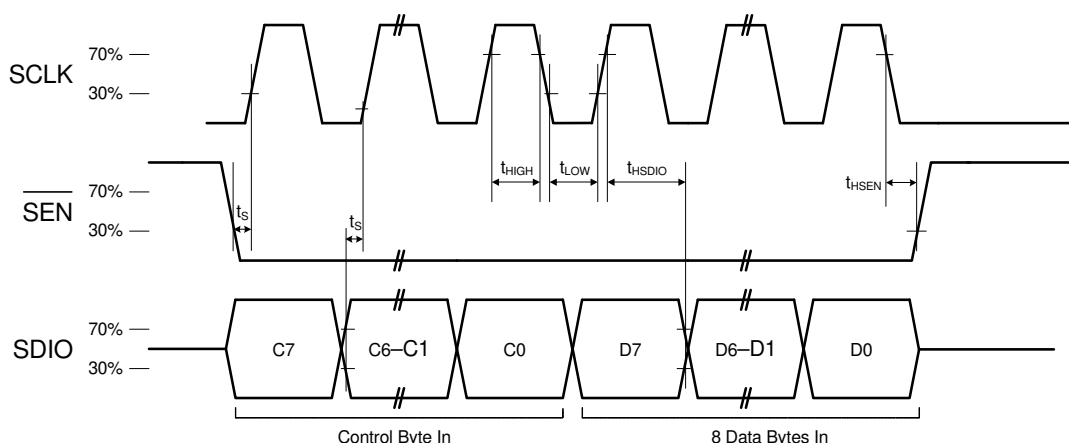 SCLK
70%
30%
SEN
70%
30%
tS
tS
tHIGH
tLOW
tHSDIO
tHSEN
SDIO
70%
30%
C7
C6–C1
C0
D7
D6–D1
D0
Control Byte In
8 Data Bytes In